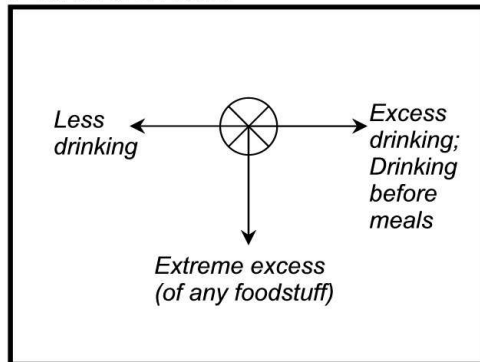 Less
drinking
Excess
drinking;
Drinking
before
meals
Extreme excess
(of any foodstuff)